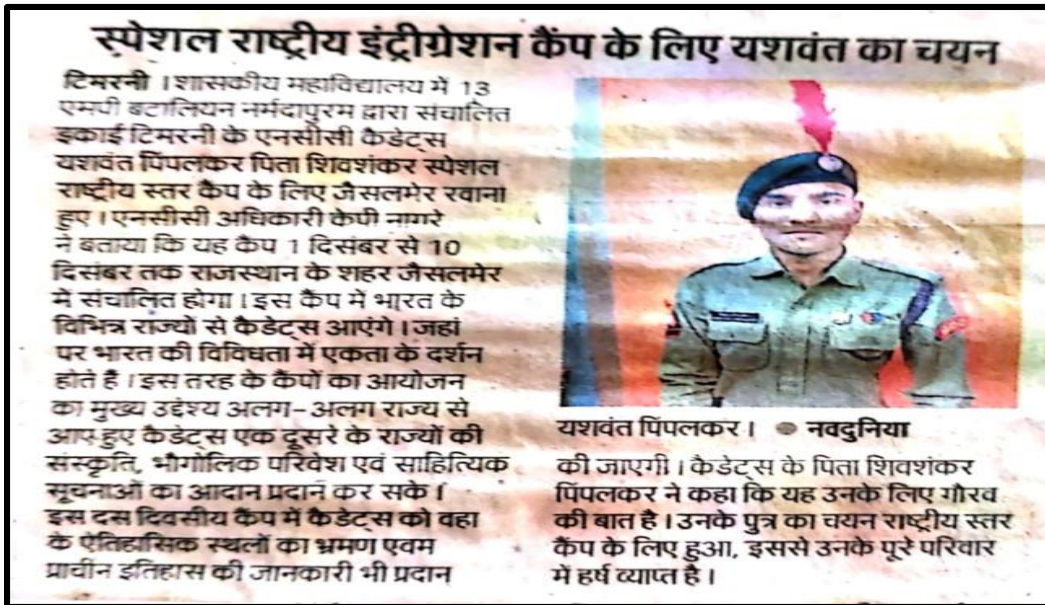 स्पेशल राष्ट्रीय इंट्रीग्रेशन कैंप के लिए यशवंत का चयन
टिमरनी । शासकीय महाविद्यालय में 13
एमपी बटालियन नर्मदापुरम द्वारा संचालित
इकाई टिमरनी के एनसीसी कैडेट्स
यशवंत पिंपलकर पिता शिवशंकर स्पेशल
राष्ट्रीय स्तर कैंप के लिए जैसलमेर रवाना
हुए । एनसीसी अधिकारी केपी नागरे
ने बताया कि यह कैंप 1 दिसंबर से 10
दिसंबर तक राजस्थान के शहर जैसलमेर
में संचालित होगा । इस कैंप में भारत के
विभिन्न राज्यों से कैडेट्स आएंगे । जहां
पर भारत की विविधता में एकता के दर्शन
होते है । इस तरह के कैंपों का आयोजन
का मुख्य उद्देश्य अलग-अलग राज्य से
आए हुए कैडेट्स एक दूसरे के राज्यों की
संस्कृति, भौगोलिक परिवेश एवं साहित्यिक
सूचनाओं का आदान प्रदान कर सके ।
इस दस दिवसीय कैंप में कैडेट्स को वहा
के ऐतिहासिक स्थलों का भ्रमण एवम
प्राचीन इतिहास की जानकारी भी प्रदान
यशवंत पिंपलकर । ● नवदुनिया
की जाएगी । कैडेट्स के पिता शिवशंकर
पिंपलकर ने कहा कि यह उनके लिए गौरव
की बात है । उनके पुत्र का चयन राष्ट्रीय स्तर
कैंप के लिए हुआ, इससे उनके पूरे परिवार
में हर्ष व्याप्त है ।